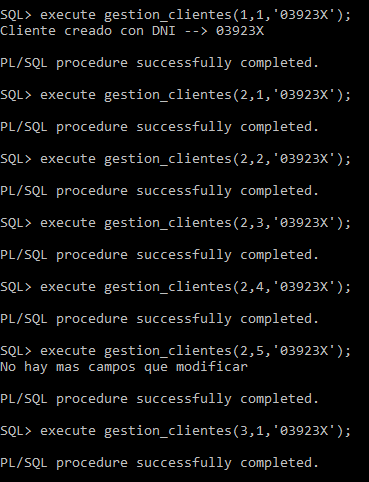 SQL> execute gestion_clientes(1,1,'03923X');
Cliente creado con DNI --> 03923X
PL/SQL procedure successfully completed.
SQL> execute gestion_clientes(2,1,'03923X');
PL/SQL procedure successfully completed.
SQL> execute gestion_clientes(2,2,'03923X');
PL/SQL procedure successfully completed.
SQL> execute gestion_clientes(2,3,'03923X');
PL/SQL procedure successfully completed.
SQL> execute gestion_clientes(2,4,'03923X');
PL/SQL procedure successfully completed.
SQL> execute gestion_clientes(2,5,'03923X');
No hay mas campos que modificar
PL/SQL procedure successfully completed.
SQL> execute gestion_clientes(3,1,'03923X');
PL/SQL procedure successfully completed.